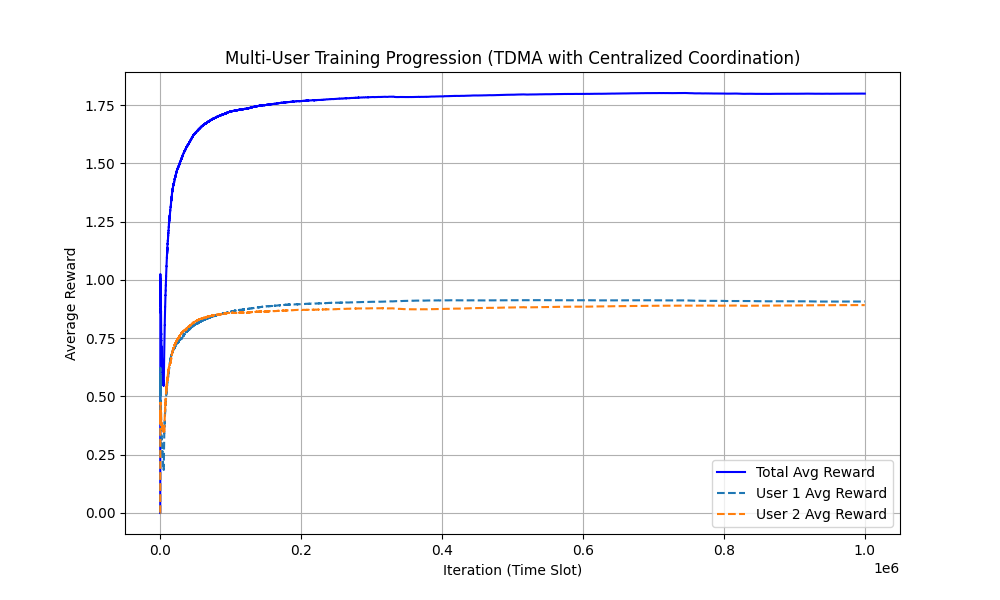 Multi-User Training Progression (TDMA with Centralized Coordination)
Average Reward
1.75
1.50
1.25
1.00
0.75
0.50
0.25
0.00
Total Avg Reward
User 1 Avg Reward
User 2 Avg Reward
0.0 0.2 0.4 0.6 0.8 1.0
1e6
Iteration (Time Slot)